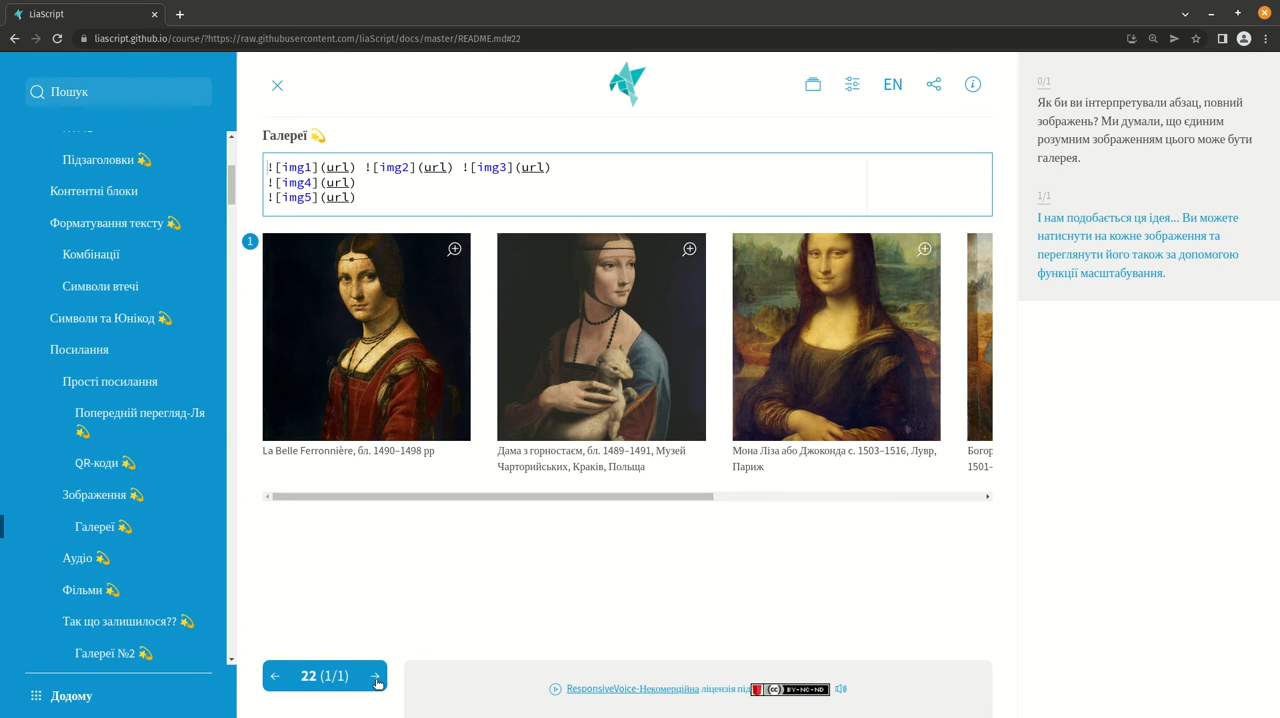 LiaScript
liascript.github.io/course/?https://raw.githubusercontent.com/liaScript/docs/master/README.md#22
Пошук
Підзаголовки 💫
Контентні блоки
Форматування тексту 💫
Комбінації
Символи втечі
Символи та Юнікод 💫
Посилання
Прості посилання
Попередній перегляд-Ля
💫
QR-коди 💫
Зображення 💫
Галереї 💫
Аудіо 💫
Фільми 💫
Так що залишилося?? 💫
Галереї №2 💫
Додому
EN
Галереї 💫
![img1](url) ![img2](url) ![img3](url)
![img4](url)
![img5](url)
1
La Belle Ferronnière, бл. 1490–1498 рр
Дама з горностаєм, бл. 1489–1491, Музей
Чарторийських, Краків, Польща
Мона Ліза або Джоконда c. 1503–1516, Лувр,
Париж
Богор
1501–
22 (1/1)
ResponsiveVoice-Некомерційна ліцензія під
cc BY-NC-ND
0/1
Як би ви інтерпретували абзац, повний
зображень? Ми думали, що єдиним
розумним зображенням цього може бути
галерея.
1/1
І нам подобається ця ідея... Ви можете
натиснути на кожне зображення та
переглянути його також за допомогою
функції масштабування.